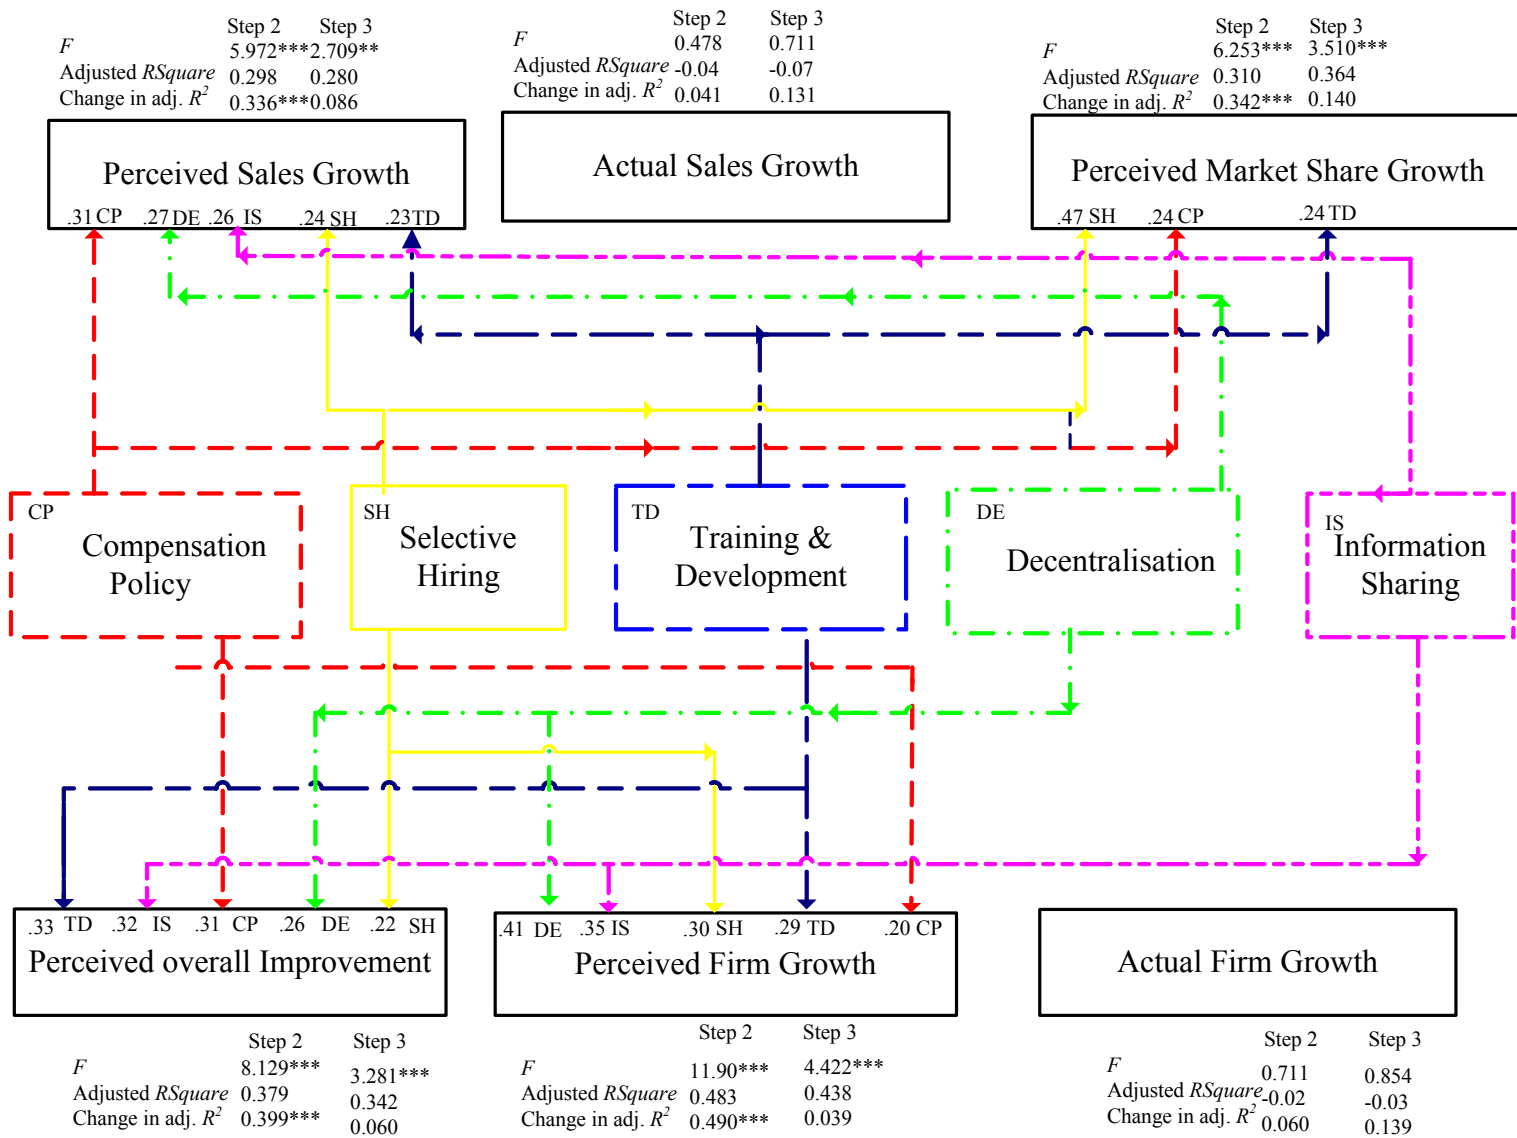 Step 2 Step 3
F 5.972*** 2.709**
Adjusted RSquare 0.298 0.280
Change in adj. R² 0.336*** 0.086
Step 2 Step 3
F 0.478 0.711
Adjusted RSquare -0.04 -0.07
Change in adj. R² 0.041 0.131
Step 2 Step 3
F 6.253*** 3.510***
Adjusted RSquare 0.310 0.364
Change in adj. R² 0.342*** 0.140
Perceived Sales Growth
.31 CP .27 DE .26 IS .24 SH .23 TD
Actual Sales Growth
Perceived Market Share Growth
.47 SH .24 CP .24 TD
CP
Compensation
Policy
SH
Selective
Hiring
TD
Training &
Development
DE
Decentralisation
IS
Information
Sharing
.33 TD .32 IS .31 CP .26 DE .22 SH
Perceived overall Improvement
.41 DE .35 IS .30 SH .29 TD .20 CP
Perceived Firm Growth
Actual Firm Growth
Step 2 Step 3
F 8.129*** 3.281***
Adjusted RSquare 0.379 0.342
Change in adj. R² 0.399*** 0.060
Step 2 Step 3
F 11.90*** 4.422***
Adjusted RSquare 0.483 0.438
Change in adj. R² 0.490*** 0.039
Step 2 Step 3
F 0.711 0.854
Adjusted RSquare -0.02 -0.03
Change in adj. R² 0.060 0.139